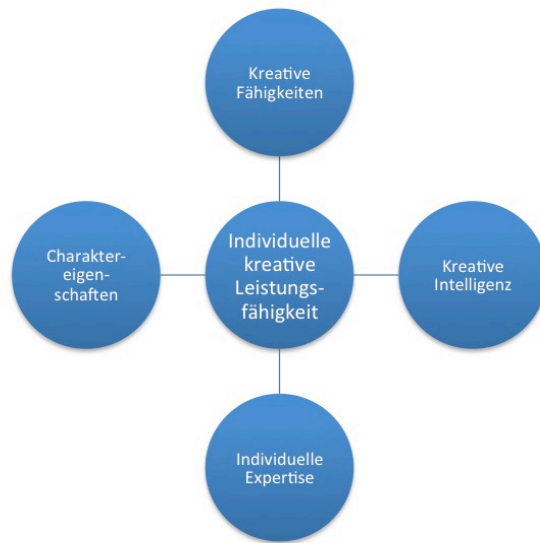 Kreative
Fähigkeiten
Charakter-
eigen-
schaften
Individuelle
kreative
Leistungs-
fähigkeit
Kreative
Intelligenz
Individuelle
Expertise